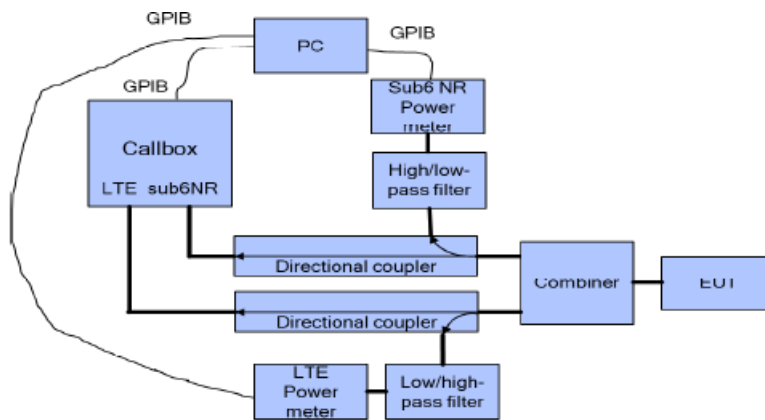 GPIB
PC
GPIB
GPIB
Sub6 NR
Power
meter
Callbox
LTE sub6NR
High/low-
pass filter
Directional coupler
Combiner
EUT
Directional coupler
LTE
Power
meter
Low/high-
pass filter